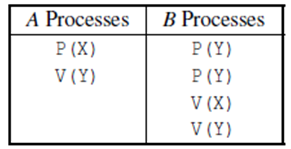 A Processes B Processes
P(X) P(Y)
V(Y) P(Y)
V(X)
V(Y)